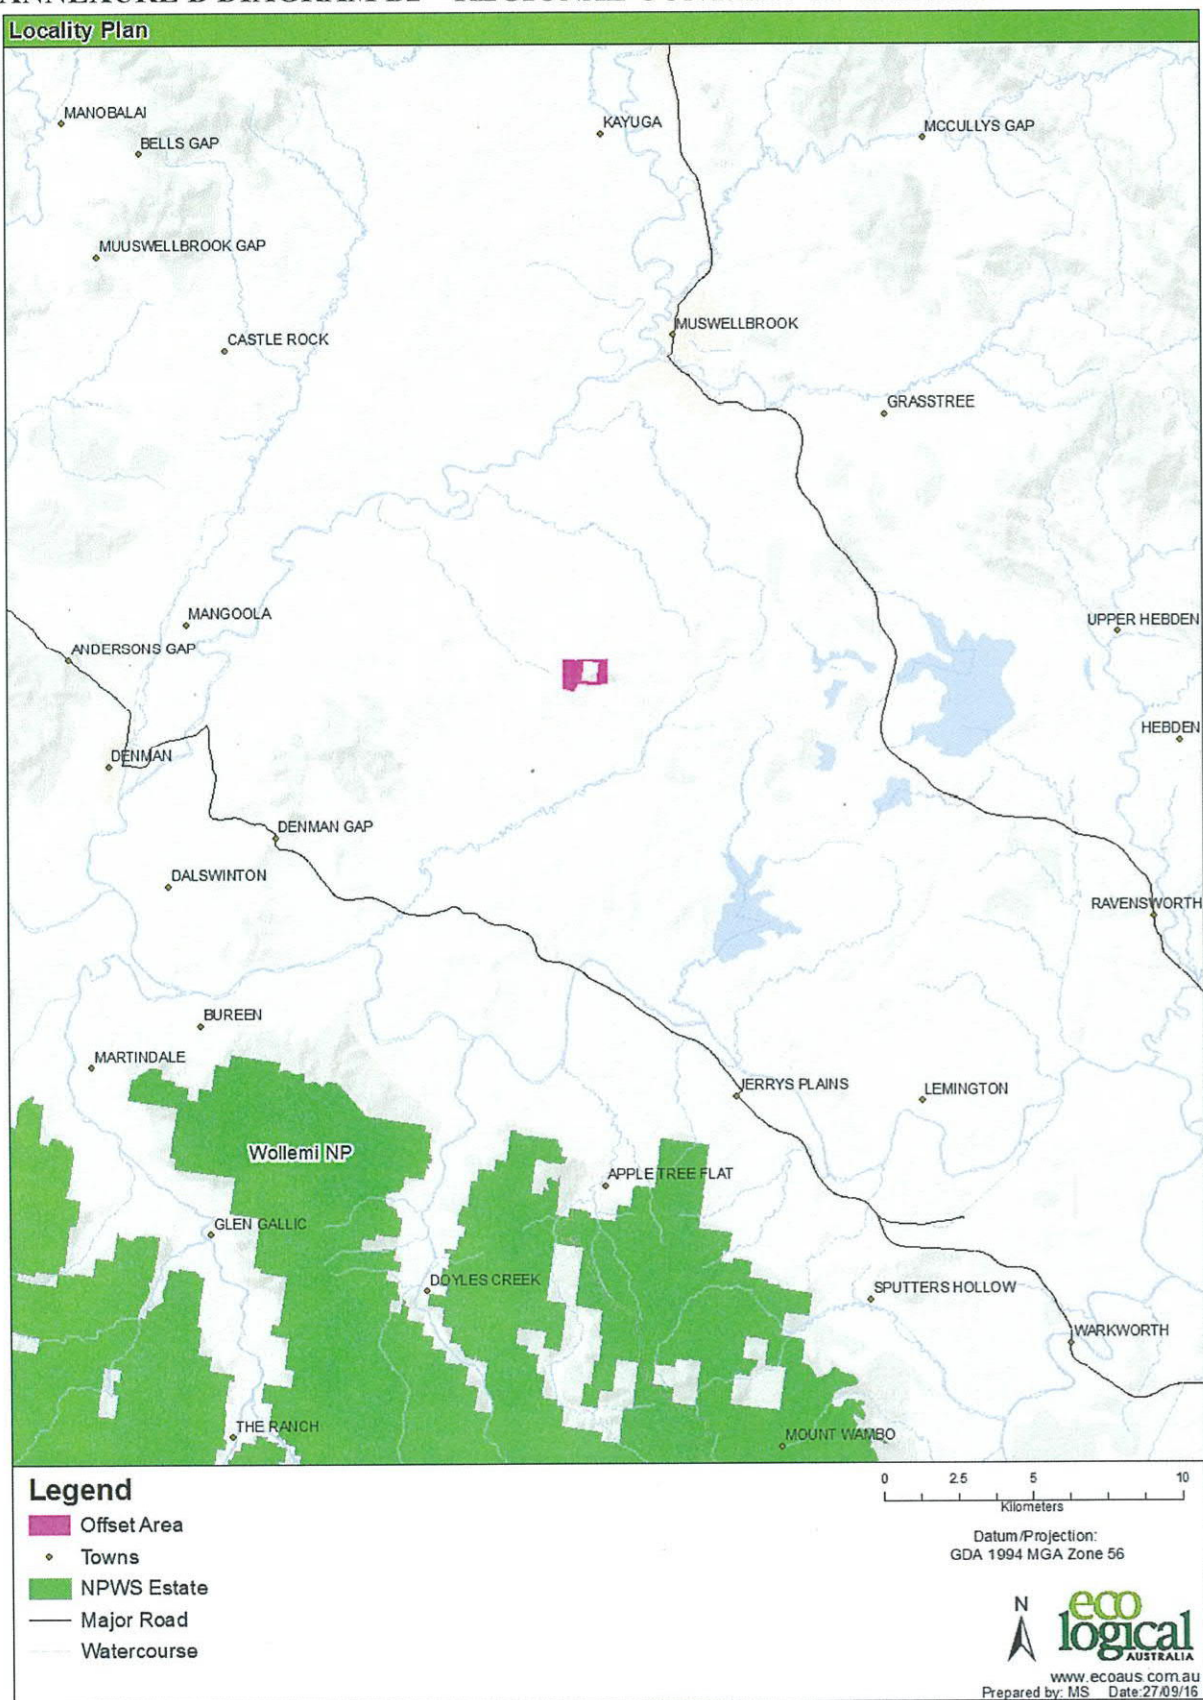 Locality Plan
MANOBALAI
BELLS GAP
KAYUGA
MCCULLYS GAP
MUUSWELLBROOK GAP
MUSWELLBROOK
CASTLE ROCK
GRASSTREE
MANGOOLA
UPPER HEBDEN
ANDERSONS GAP
HEBDEN
DENMAN
DENMAN GAP
DALSWINTON
RAVENSWORTH
BUREEN
MARTINDALE
JERRYS PLAINS
LEMINGTON
Wollemi NP
APPLE TREE FLAT
GLEN GALLIC
DOYLES CREEK
SPUTTERS HOLLOW
WARKWORTH
THE RANCH
MOUNT WAMBO
Legend
Offset Area
Towns
NPWS Estate
Major Road
Watercourse
0 2.5 5 10
Kilometers
Datum/Projection:
GDA 1994 MGA Zone 56
N
eco
logical
AUSTRALIA
www.ecoaus.com.au
Prepared by: MS Date:27/09/16